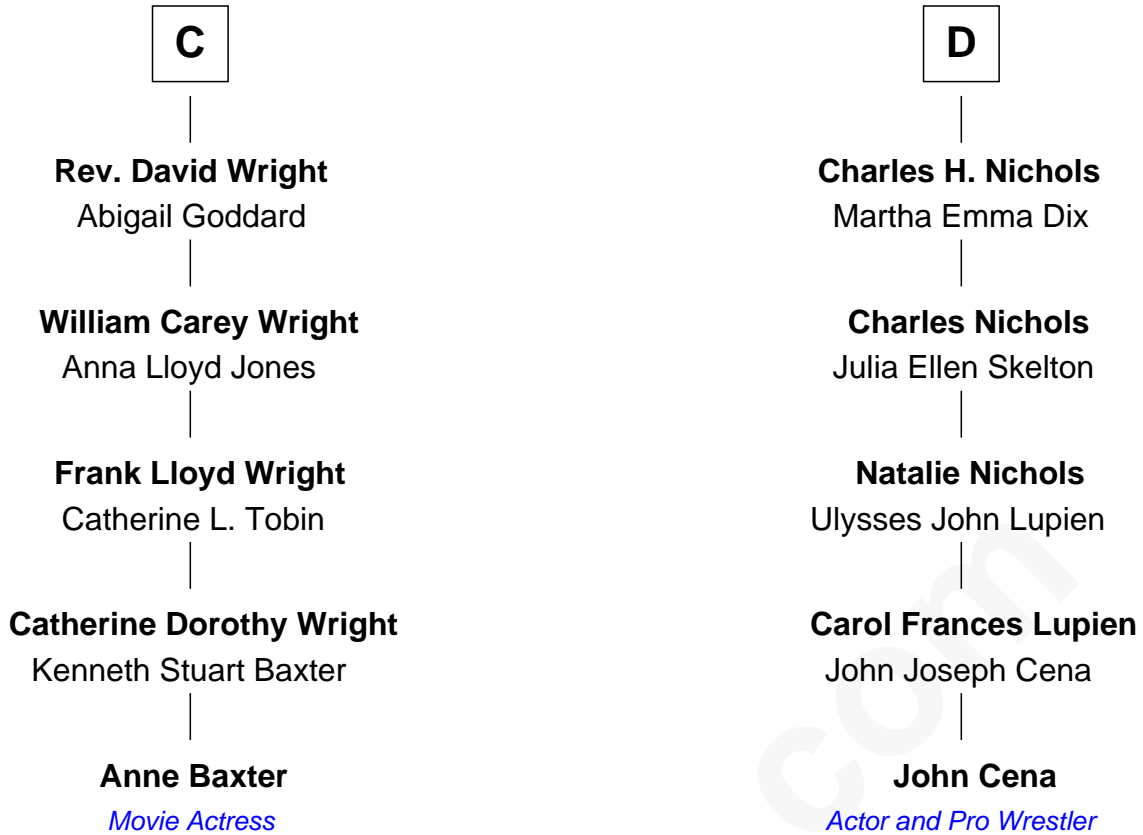 C
Rev. David Wright
Abigail Goddard
William Carey Wright
Anna Lloyd Jones
Frank Lloyd Wright
Catherine L. Tobin
Catherine Dorothy Wright
Kenneth Stuart Baxter
Anne Baxter
Movie Actress
D
Charles H. Nichols
Martha Emma Dix
Charles Nichols
Julia Ellen Skelton
Natalie Nichols
Ulysses John Lupien
Carol Frances Lupien
John Joseph Cena
John Cena
Actor and Pro Wrestler
com